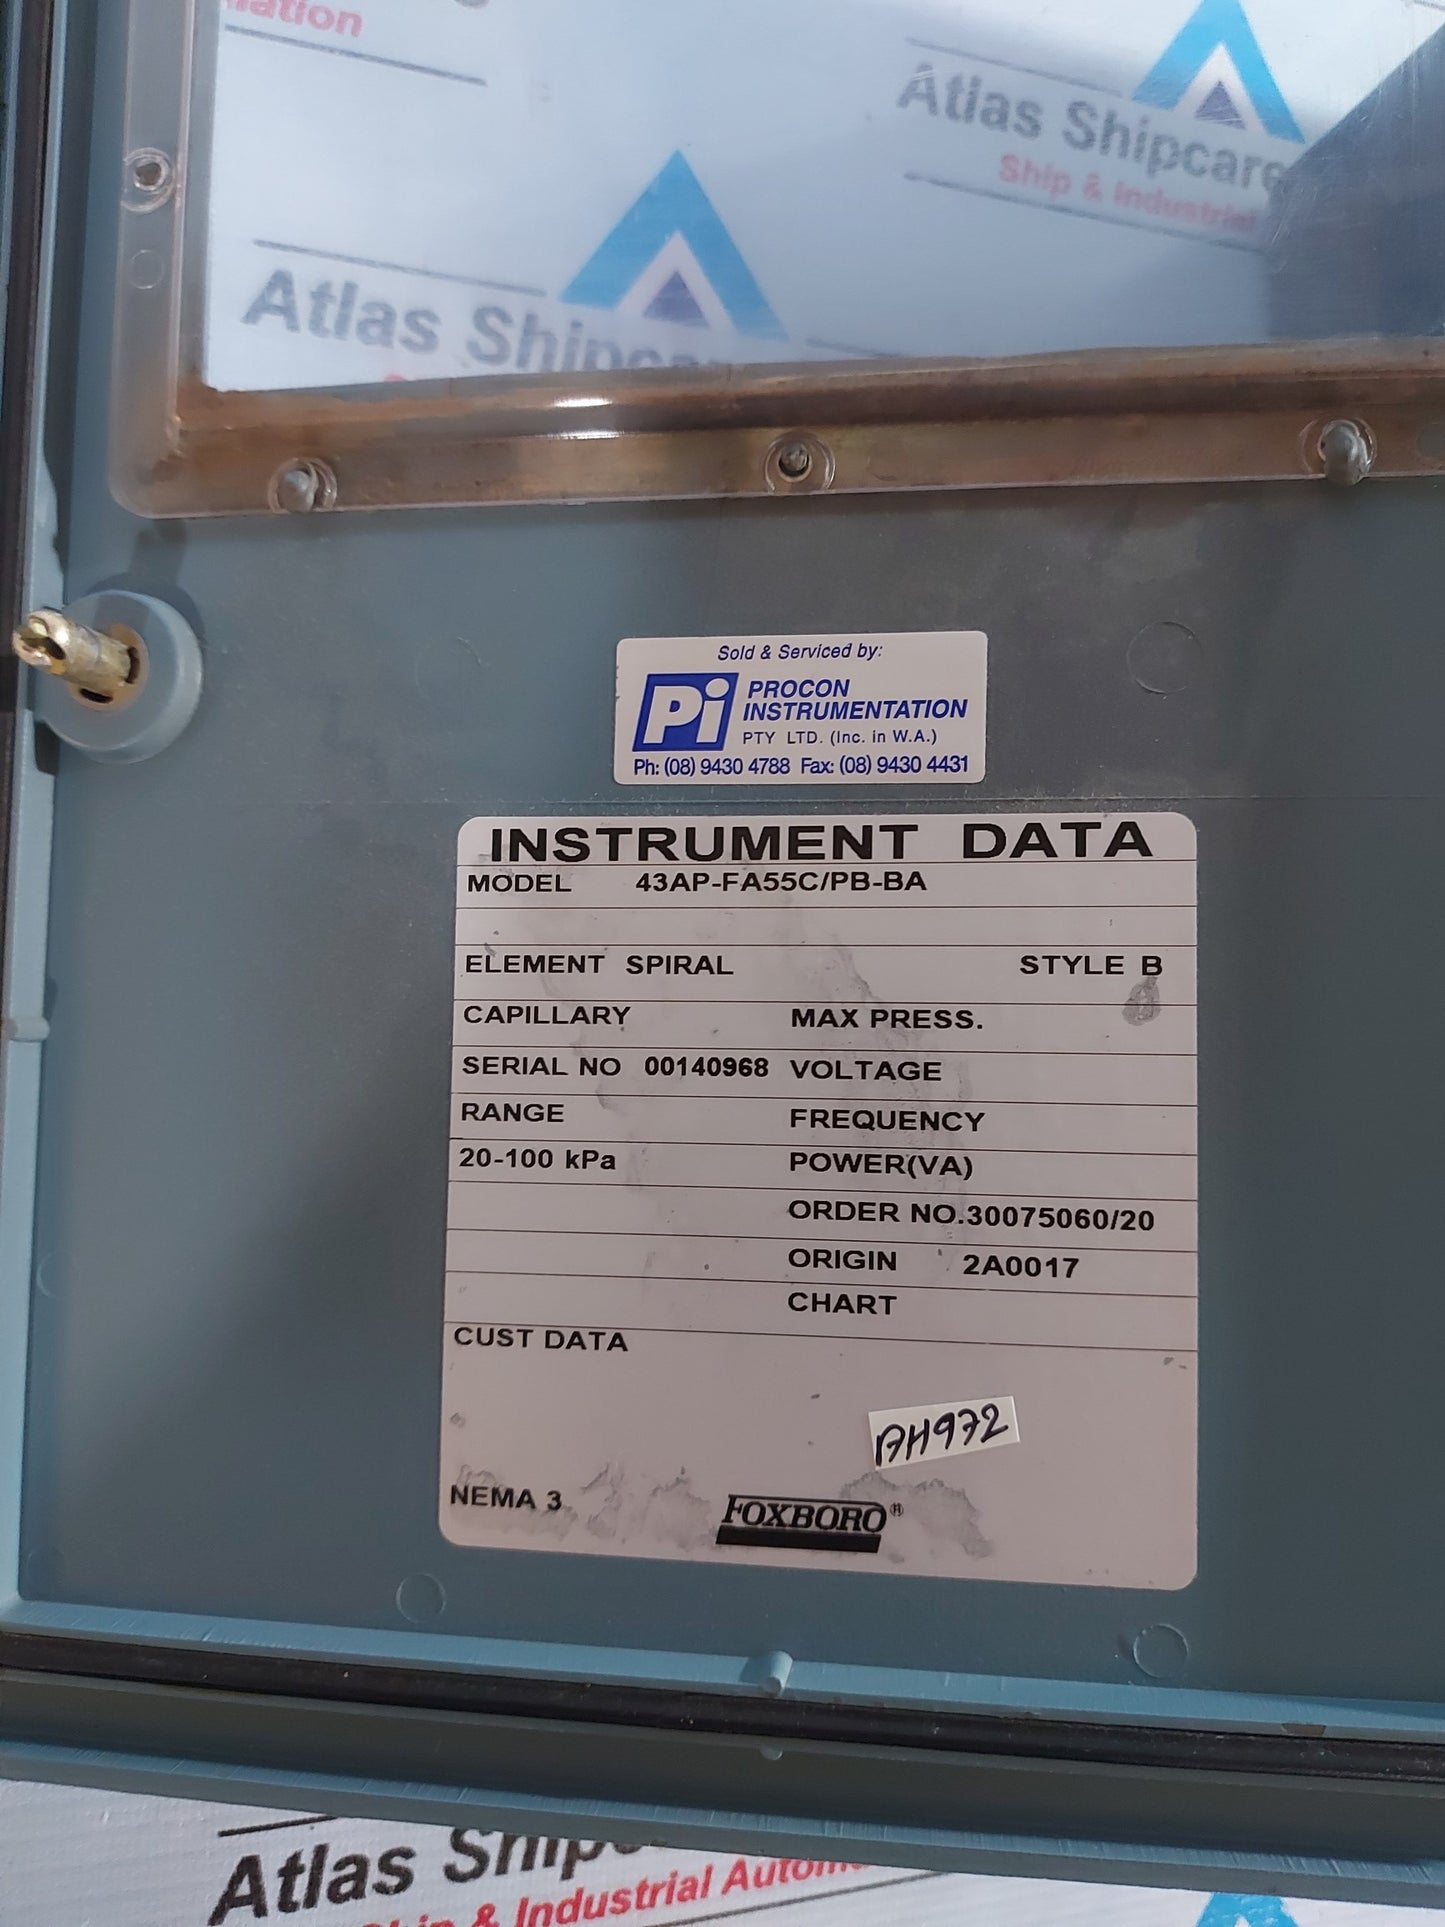 Atlas Shipcare
Ship & Industrial
Atlas
Sold & Serviced by:
Pi PROCON
INSTRUMENTATION
PTY LTD. (Inc. in W.A.)
Ph: (08) 9430 4788 Fax: (08) 9430 4431
INSTRUMENT DATA
MODEL 43AP-FA55C/PB-BA
ELEMENT SPIRAL STYLE B
CAPILLARY MAX PRESS.
SERIAL NO 00140968 VOLTAGE
RANGE FREQUENCY
20-100 kPa POWER(VA)
ORDER NO.30075060/20
ORIGIN 2A0017
CHART
CUST DATA
AH972
NEMA 3 FOXBORO®
Atlas
& Industrial